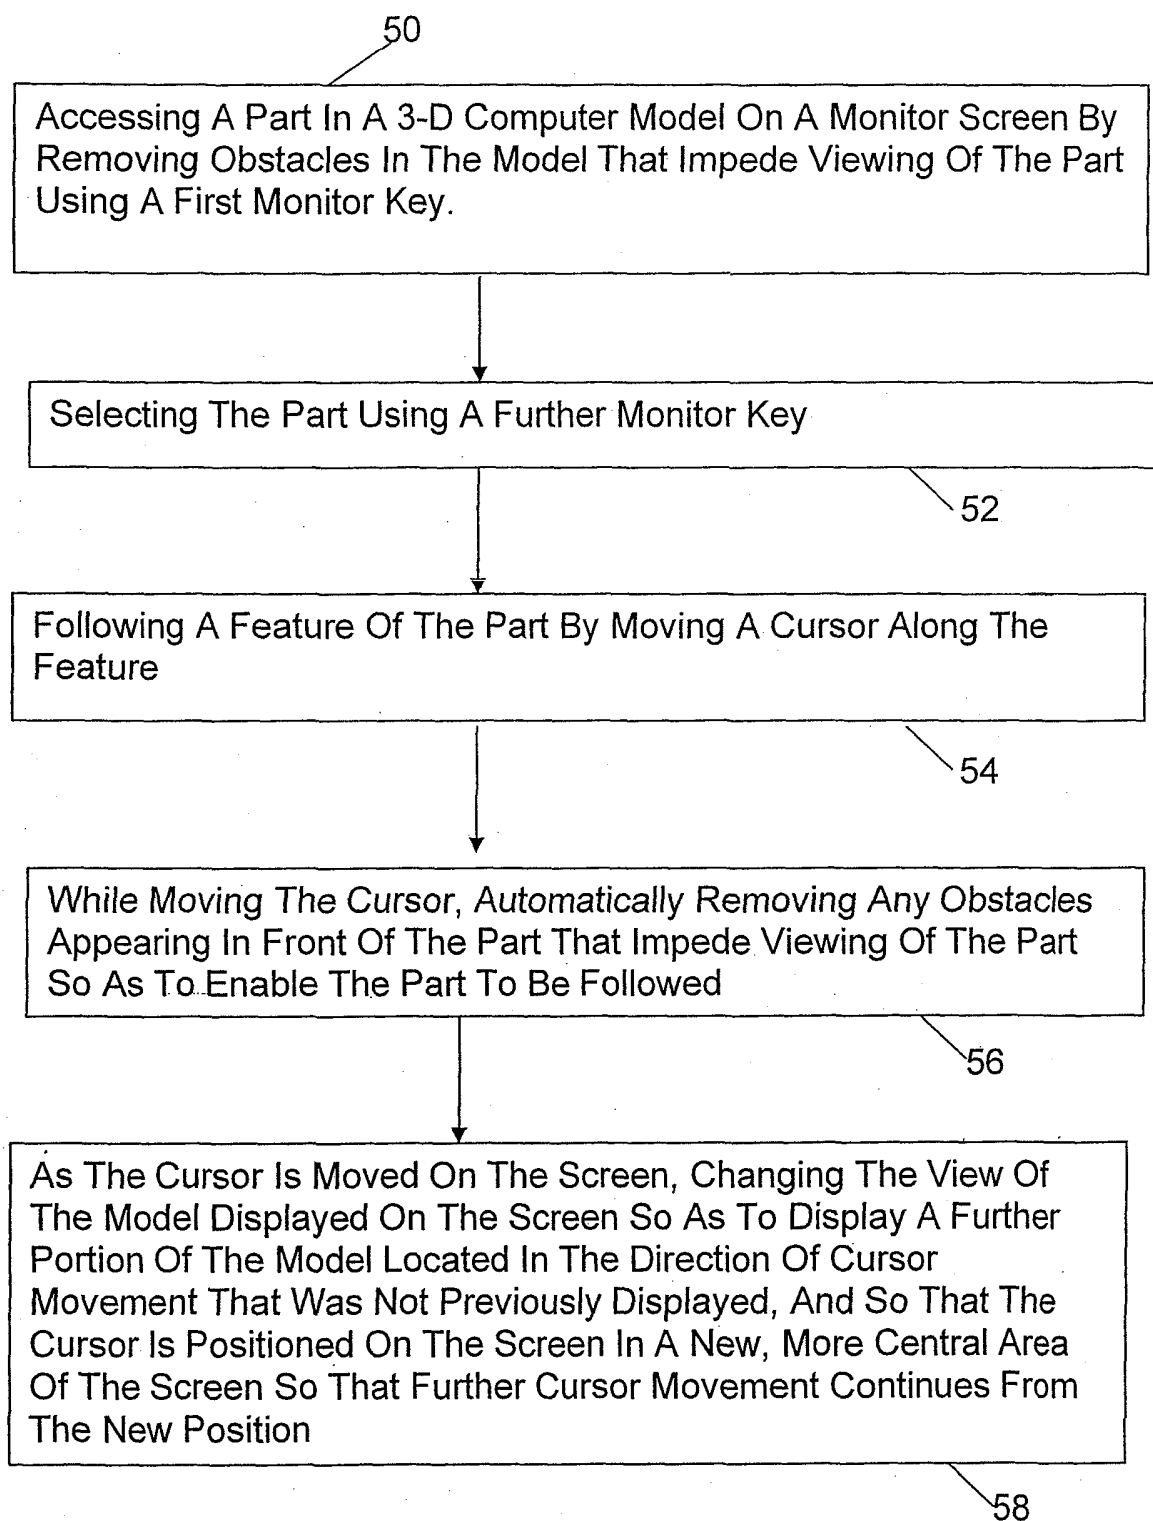 50
Accessing A Part In A 3-D Computer Model On A Monitor Screen By
Removing Obstacles In The Model That Impede Viewing Of The Part
Using A First Monitor Key.
Selecting The Part Using A Further Monitor Key
52
Following A Feature Of The Part By Moving A Cursor Along The
Feature
54
While Moving The Cursor, Automatically Removing Any Obstacles
Appearing In Front Of The Part That Impede Viewing Of The Part
So As To Enable The Part To Be Followed
56
As The Cursor Is Moved On The Screen, Changing The View Of
The Model Displayed On The Screen So As To Display A Further
Portion Of The Model Located In The Direction Of Cursor
Movement That Was Not Previously Displayed, And So That The
Cursor Is Positioned On The Screen In A New, More Central Area
Of The Screen So That Further Cursor Movement Continues From
The New Position
58